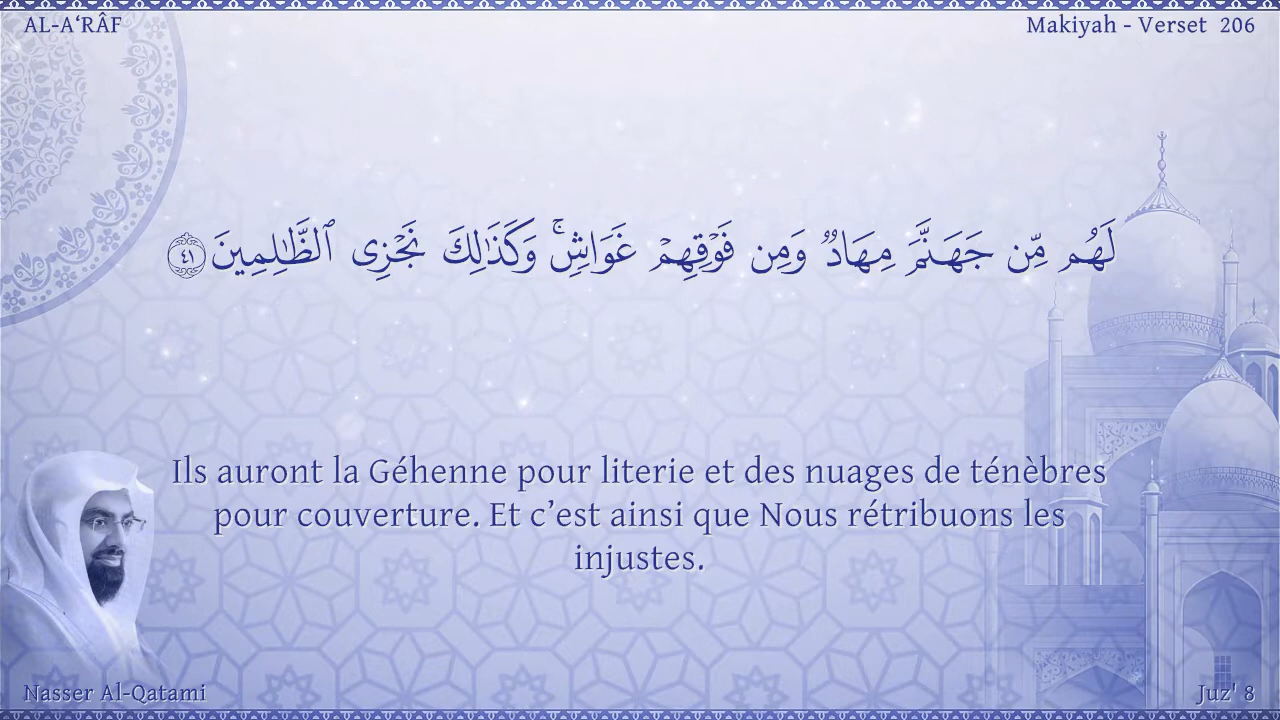 AL-A‘RÂF
Makiyah - Verset 206
لَهُم مِّن جَهَنَّمَ مِهَادٌ وَمِن فَوْقِهِمْ غَوَاشٍ ۚ وَكَذَٰلِكَ نَجْزِى ٱلظَّـٰلِمِينَ ٤١
Ils auront la Géhenne pour literie et des nuages de ténèbres
pour couverture. Et c’est ainsi que Nous rétribuons les
injustes.
Nasser Al-Qatami
Juz' 8